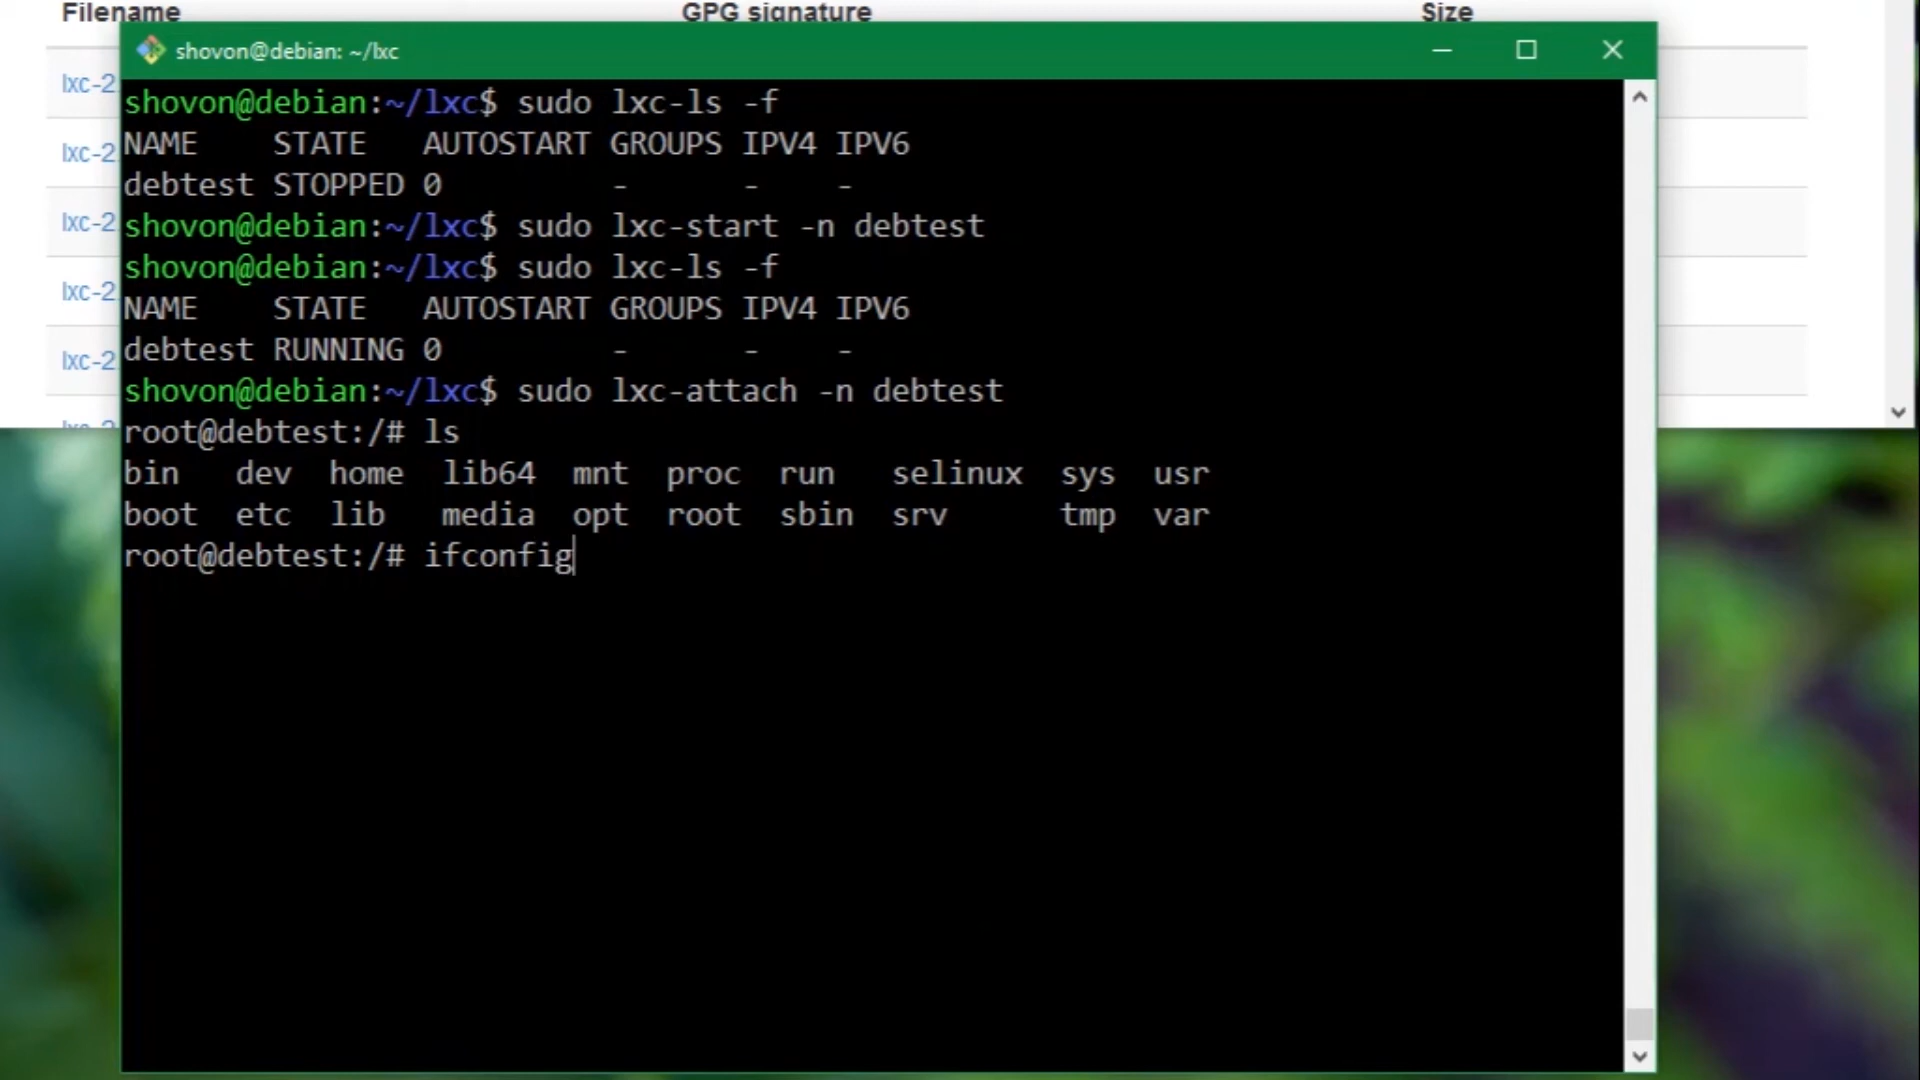 Filename GPG signature Size
shovon@debian: ~/lxc
lxc-2
lxc-2
lxc-2
lxc-2
lxc-2
shovon@debian:~/lxc$ sudo lxc-ls -f
NAME    STATE   AUTOSTART GROUPS IPV4 IPV6
debtest STOPPED 0         -      -    -
shovon@debian:~/lxc$ sudo lxc-start -n debtest
shovon@debian:~/lxc$ sudo lxc-ls -f
NAME    STATE   AUTOSTART GROUPS IPV4 IPV6
debtest RUNNING 0         -      -    -
shovon@debian:~/lxc$ sudo lxc-attach -n debtest
root@debtest:/# ls
bin   dev  home  lib64  mnt  proc  run   selinux  sys  usr
boot  etc  lib   media  opt  root  sbin  srv      tmp  var
root@debtest:/# ifconfig